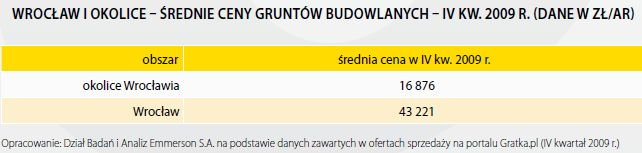 WROCŁAW I OKOLICE – ŚREDNIE CENY GRUNTÓW BUDOWLANYCH – IV KW. 2009 R. (DANE W ZŁ/AR)
obszar średnia cena w IV kw. 2009 r.
okolice Wrocławia 16 876
Wrocław 43 221
Opracowanie: Dział Badań i Analiz Emmerson S.A. na podstawie danych zawartych w ofertach sprzedaży na portalu Gratka.pl (IV kwartał 2009 r.)